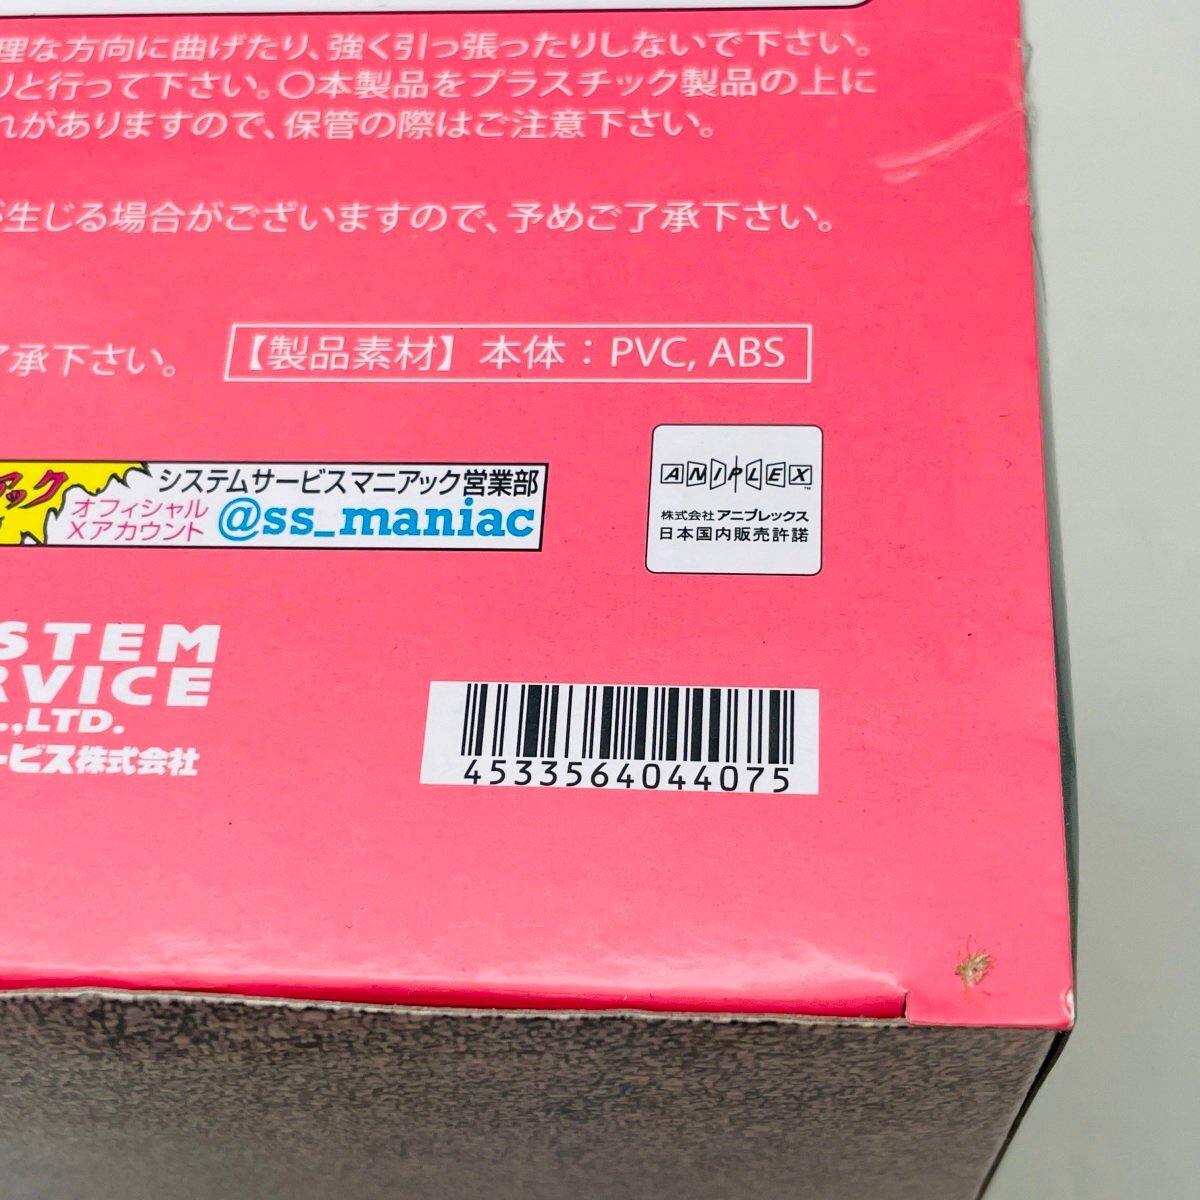 理な方向に曲げたり、強く引っ張ったりしないで下さい。
りと行って下さい。〇本製品をプラスチック製品の上に
れがありますので、保管の際はご注意下さい。
が生じる場合がございますので、予めご了承下さい。
了承下さい。
【製品素材】本体：PVC, ABS
アック
システムサービスマニアック営業部
オフィシャル
Xアカウント
@ss_maniac
ANIPLEX
株式会社 アニプレックス
日本国内販売許諾
STEM
RVICE
.,LTD.
ービス株式会社
4533564044075